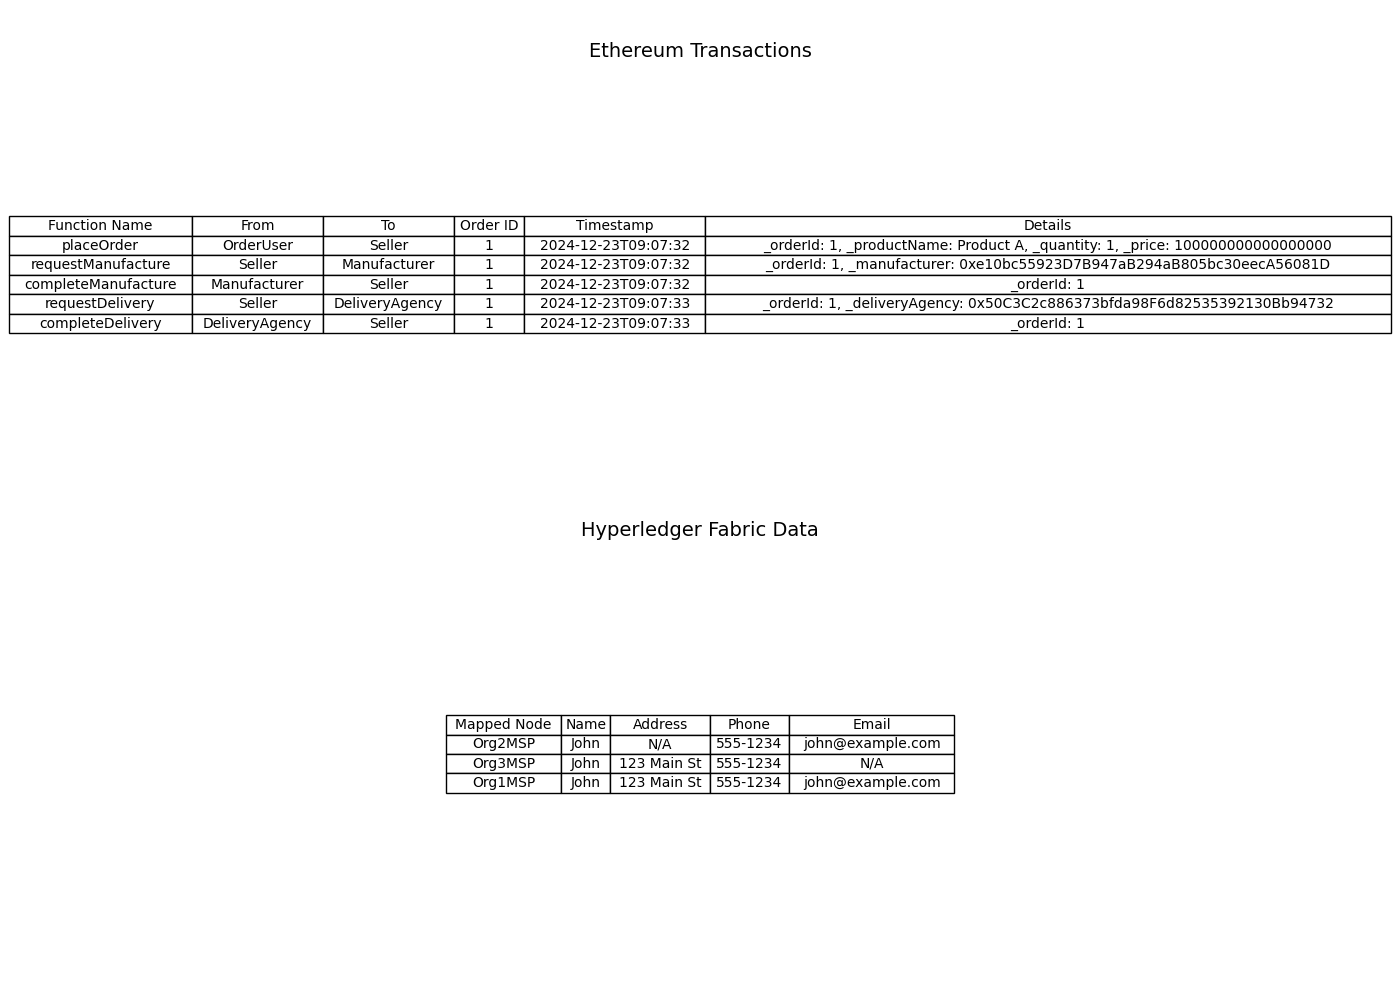 Ethereum Transactions
Function Name From To Order ID Timestamp Details
placeOrder OrderUser Seller 1 2024-12-23T09:07:32 _orderId: 1, _productName: Product A, _quantity: 1, _price: 100000000000000000
requestManufacture Seller Manufacturer 1 2024-12-23T09:07:32 _orderId: 1, _manufacturer: 0xe10bc55923D7B947aB294aB805bc30eecA56081D
completeManufacture Manufacturer Seller 1 2024-12-23T09:07:32 _orderId: 1
requestDelivery Seller DeliveryAgency 1 2024-12-23T09:07:33 _orderId: 1, _deliveryAgency: 0x50C3C2c886373bfda98F6d82535392130Bb94732
completeDelivery DeliveryAgency Seller 1 2024-12-23T09:07:33 _orderId: 1
Hyperledger Fabric Data
Mapped Node Name Address Phone Email
Org2MSP John N/A 555-1234 john@example.com
Org3MSP John 123 Main St 555-1234 N/A
Org1MSP John 123 Main St 555-1234 john@example.com